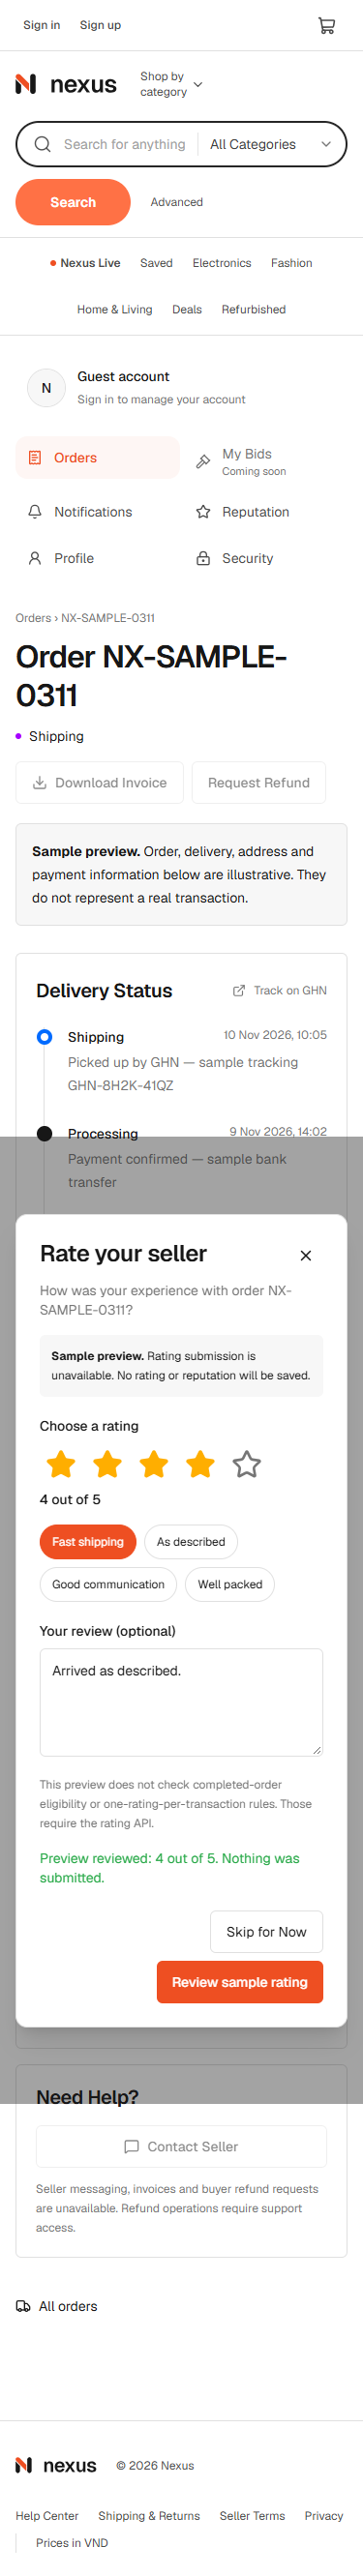 Sign in Sign up
nexus Shop by category
Search for anything All Categories
Search Advanced
Nexus Live Saved Electronics Fashion
Home & Living Deals Refurbished
N Guest account
Sign in to manage your account
Orders My Bids
Coming soon
Notifications Reputation
Profile Security
Orders › NX-SAMPLE-0311
Order NX-SAMPLE-
0311
Shipping
Download Invoice Request Refund
Sample preview. Order, delivery, address and
payment information below are illustrative. They
do not represent a real transaction.
Delivery Status Track on GHN
Shipping 10 Nov 2026, 10:05
Picked up by GHN — sample tracking
GHN-8H2K-41QZ
Processing 9 Nov 2026, 14:02
Payment confirmed — sample bank
transfer
Rate your seller
How was your experience with order NX-
SAMPLE-0311?
Sample preview. Rating submission is
unavailable. No rating or reputation will be saved.
Choose a rating
4 out of 5
Fast shipping As described
Good communication Well packed
Your review (optional)
Arrived as described.
This preview does not check completed-order
eligibility or one-rating-per-transaction rules. Those
require the rating API.
Preview reviewed: 4 out of 5. Nothing was
submitted.
Skip for Now
Review sample rating
Need Help?
Contact Seller
Seller messaging, invoices and buyer refund requests
are unavailable. Refund operations require support
access.
All orders
nexus © 2026 Nexus
Help Center Shipping & Returns Seller Terms Privacy
Prices in VND